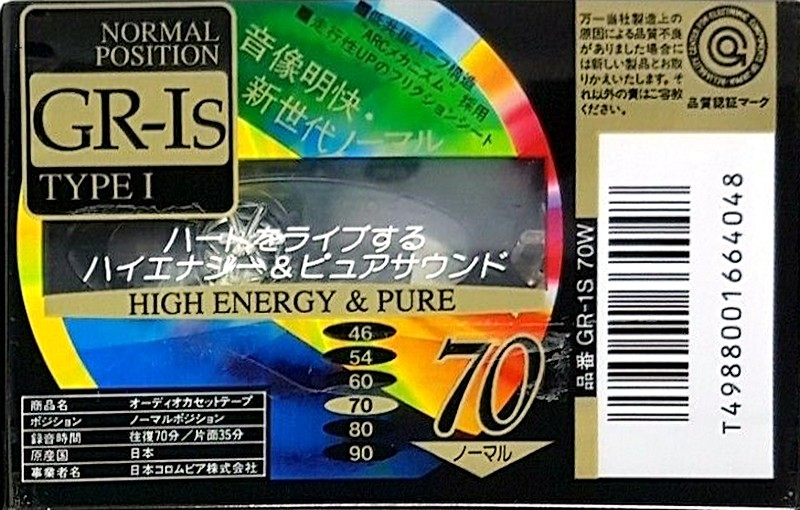 NORMAL
POSITION
GR-Is
TYPE I
音像明快・
新世代ノーマル
■低共振ハーフ構造
ARCメカニズム 採用
■走行性UPのフリクションシート
ハートをライブする
ハイエナジー&ピュアサウンド
HIGH ENERGY & PURE
46
54
60
70
80
90
70
ノーマル
商品名 オーディオカセットテープ
ポジション ノーマルポジション
録音時間 往復70分/片面35分
原産国 日本
事業者名 日本コロムビア株式会社
万一当社製造上の
原因による品質不良
がありました場合に
は新しい製品とお取
りかえいたします。そ
れ以外の責はご容赦
ください。
品質認証マーク
品番 GR-1S 70W
T4988001664048